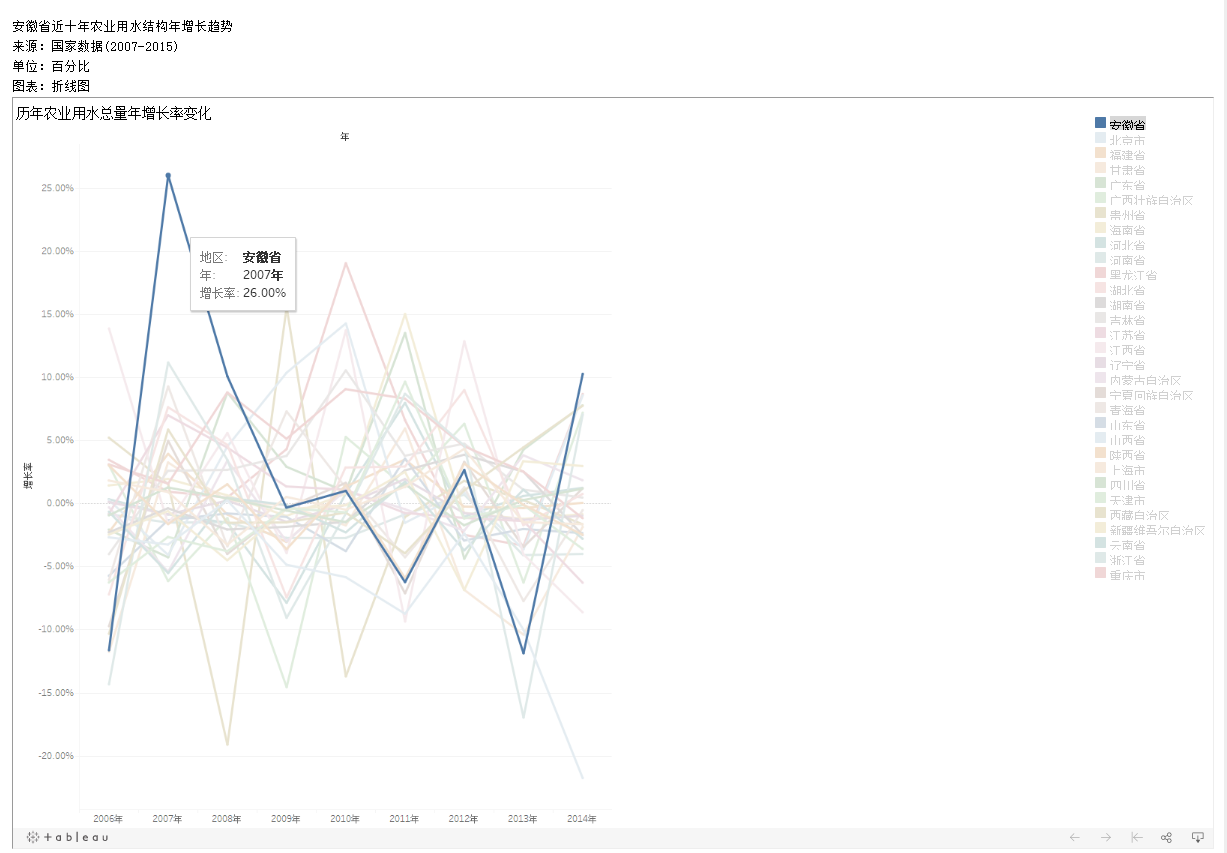 安徽省近十年农业用水结构年增长趋势
来源：国家数据(2007-2015)
单位：百分比
图表：折线图
历年农业用水总量年增长率变化
年
25.00%
20.00%
15.00%
10.00%
5.00%
0.00%
-5.00%
-10.00%
-15.00%
-20.00%
增长率
地区： 安徽省
年： 2007年
增长率: 26.00%
2006年 2007年 2008年 2009年 2010年 2011年 2012年 2013年 2014年
安徽省
北京市
福建省
甘肃省
广东省
广西壮族自治区
贵州省
海南省
河北省
河南省
黑龙江省
湖北省
湖南省
吉林省
江苏省
江西省
辽宁省
内蒙古自治区
宁夏回族自治区
青海省
山东省
山西省
陕西省
上海市
四川省
天津市
西藏自治区
新疆维吾尔自治区
云南省
浙江省
重庆市
+ableau